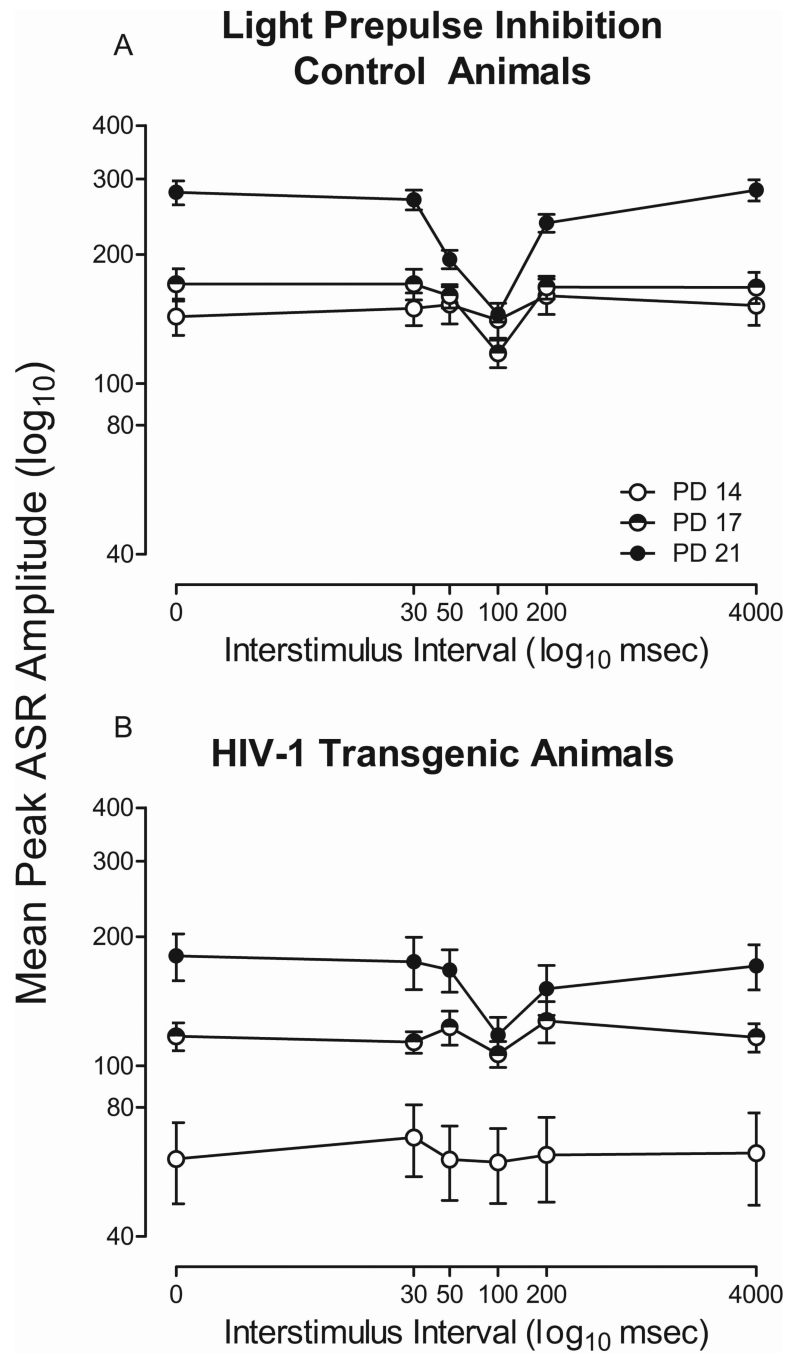 A
Light Prepulse Inhibition
Control Animals
Mean Peak ASR Amplitude (log10)
400
300
200
100
80
40
PD 14
PD 17
PD 21
0 30 50 100 200 4000
Interstimulus Interval (log10 msec)
B
HIV-1 Transgenic Animals
400
300
200
100
80
40
0 30 50 100 200 4000
Interstimulus Interval (log10 msec)